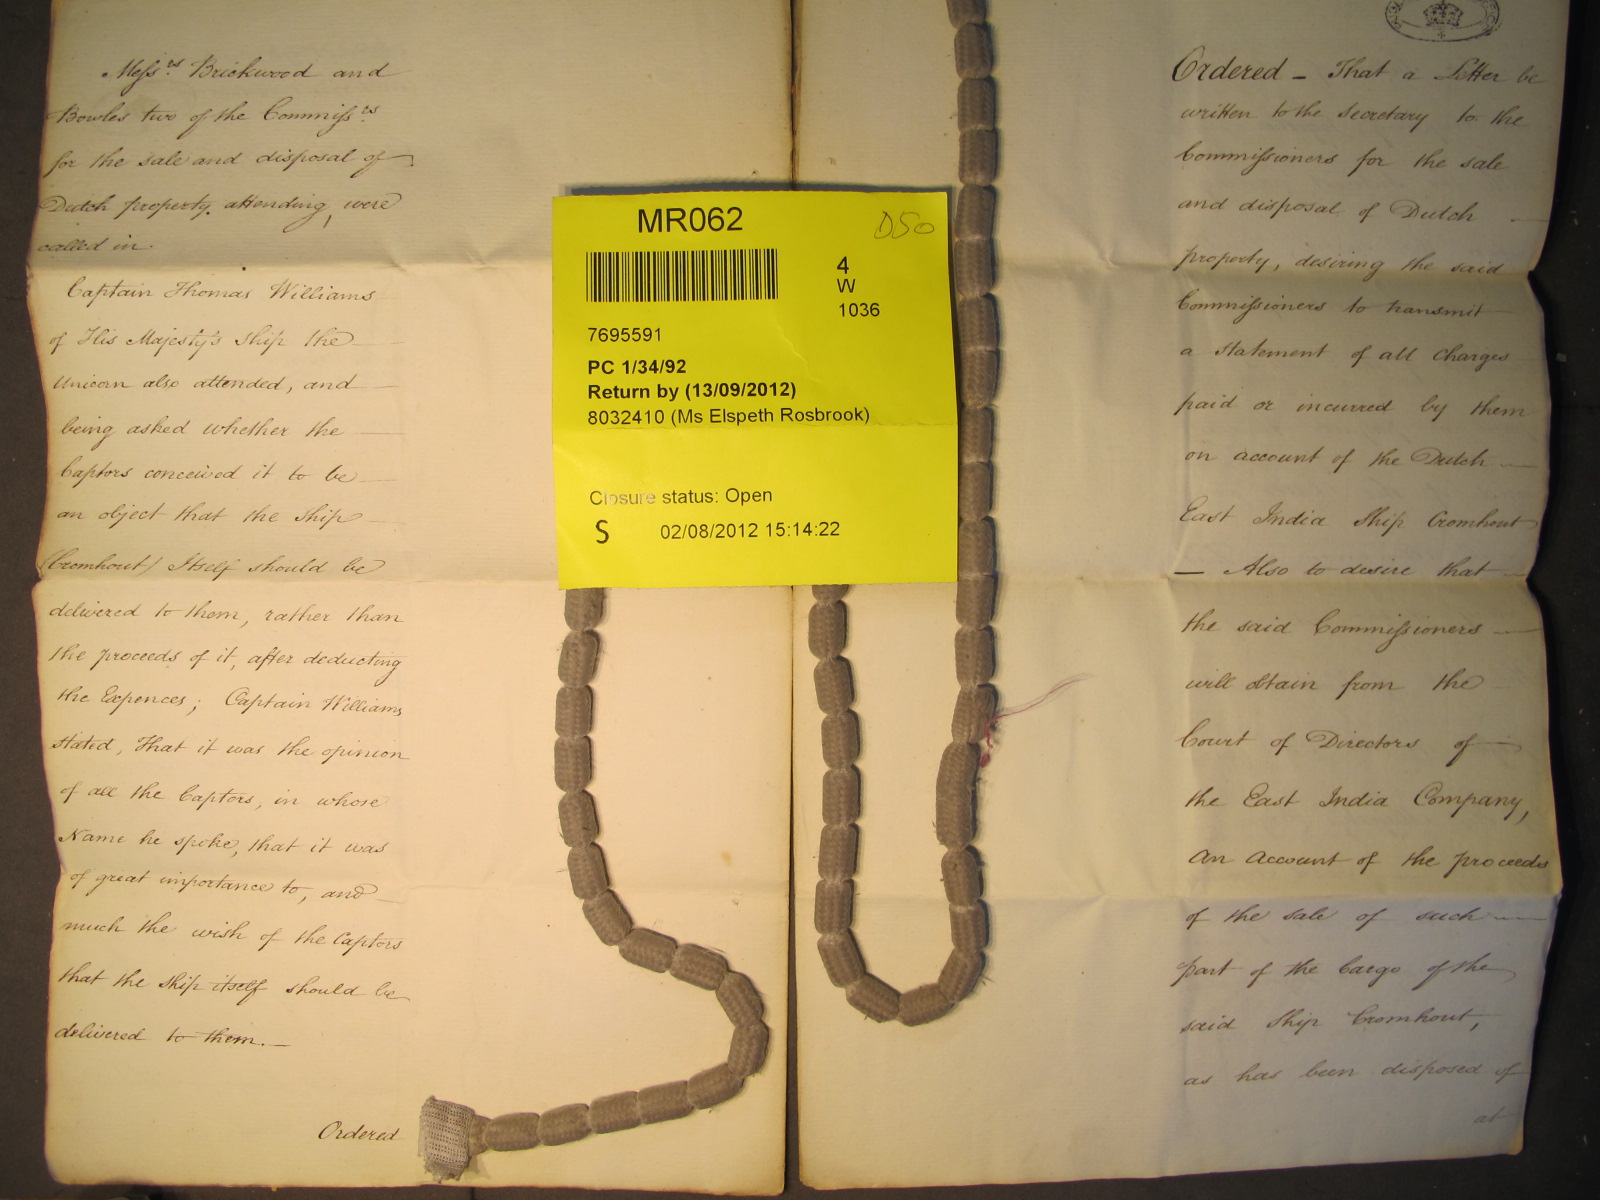 Messrs Brickwood and
Bowles two of the Commissrs
for the sale and disposal of
Dutch property attending, were
called in.
Captain Thomas Williams
of His Majesty's Ship the
Unicorn also attended, and
being asked whether the
Captors conceived it to be
an object that the Ship
(Cromhout) Itself should be
delivered to them, rather than
the proceeds of it, after deducting
the Expences; Captain Williams
stated, That it was the opinion
of all the Captors, in whose
Name he spoke, that it was
of great importance to, and
much the wish of the Captors
that the Ship itself should be
delivered to them.
Ordered
MR062
D50
4
W
1036
7695591
PC 1/34/92
Return by (13/09/2012)
8032410 (Ms Elspeth Rosbrook)
Closure status: Open
S 02/08/2012 15:14:22
Ordered - That a Letter be
written to the Secretary to the
Commissioners for the sale
and disposal of Dutch
property, desiring the said
Commissioners to transmit
a statement of all charges
paid or incurred by them
on account of the Dutch
East India Ship Cromhout
- Also to desire that
the said Commissioners
will obtain from the
Court of Directors of
the East India Company,
an account of the proceeds
of the sale of such
part of the Cargo of the
said Ship Cromhout,
as has been disposed of
at